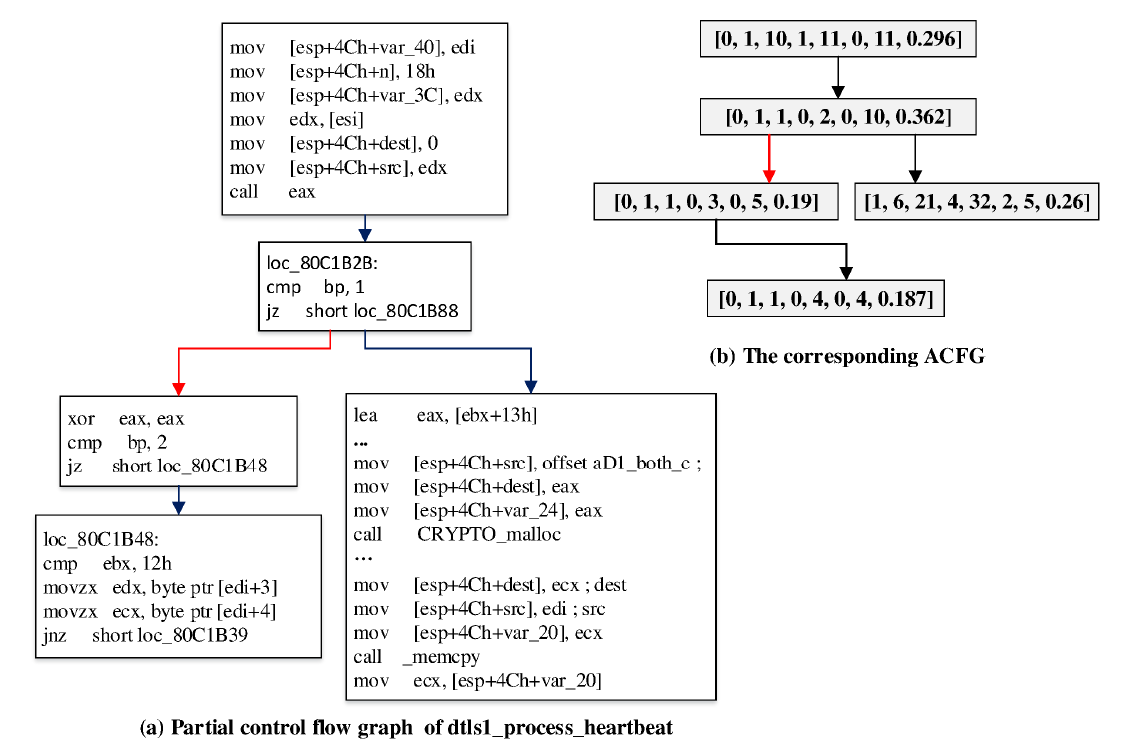 mov [esp+4Ch+var_40], edi
mov [esp+4Ch+n], 18h
mov [esp+4Ch+var_3C], edx
mov edx, [esi]
mov [esp+4Ch+dest], 0
mov [esp+4Ch+src], edx
call eax
loc_80C1B2B:
cmp bp, 1
jz short loc_80C1B88
xor eax, eax
cmp bp, 2
jz short loc_80C1B48
loc_80C1B48:
cmp ebx, 12h
movzx edx, byte ptr [edi+3]
movzx ecx, byte ptr [edi+4]
jnz short loc_80C1B39
lea eax, [ebx+13h]
...
mov [esp+4Ch+src], offset aD1_both_c ;
mov [esp+4Ch+dest], eax
mov [esp+4Ch+var_24], eax
call CRYPTO_malloc
...
mov [esp+4Ch+dest], ecx ; dest
mov [esp+4Ch+src], edi ; src
mov [esp+4Ch+var_20], ecx
call _memcpy
mov ecx, [esp+4Ch+var_20]
(a) Partial control flow graph of dtls1_process_heartbeat
[0, 1, 10, 1, 11, 0, 11, 0.296]
[0, 1, 1, 0, 2, 0, 10, 0.362]
[0, 1, 1, 0, 3, 0, 5, 0.19]
[1, 6, 21, 4, 32, 2, 5, 0.26]
[0, 1, 1, 0, 4, 0, 4, 0.187]
(b) The corresponding ACFG